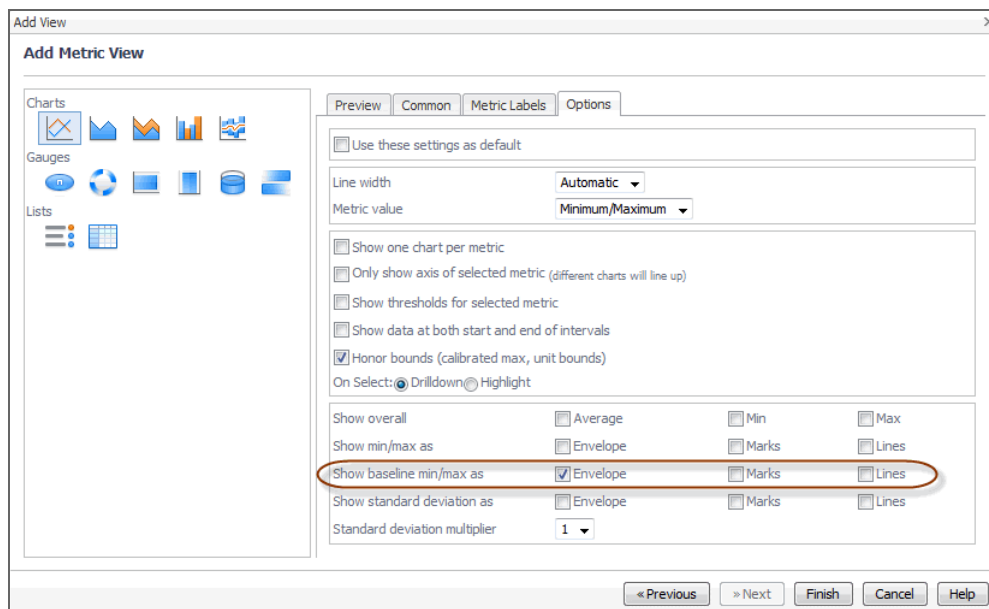 Add View
Add Metric View
Charts
Gauges
Lists
Preview Common Metric Labels Options
Use these settings as default
Line width Automatic
Metric value Minimum/Maximum
Show one chart per metric
Only show axis of selected metric (different charts will line up)
Show thresholds for selected metric
Show data at both start and end of intervals
Honor bounds (calibrated max, unit bounds)
On Select: Drilldown Highlight
Show overall Average Min Max
Show min/max as Envelope Marks Lines
Show baseline min/max as Envelope Marks Lines
Show standard deviation as Envelope Marks Lines
Standard deviation multiplier 1
« Previous » Next Finish Cancel Help